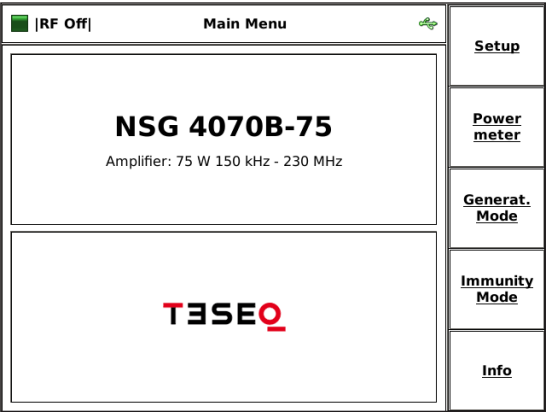 |RF Off|
Main Menu
NSG 4070B-75
Amplifier: 75 W 150 kHz - 230 MHz
TESEQ
Setup
Power
meter
Generat.
Mode
Immunity
Mode
Info